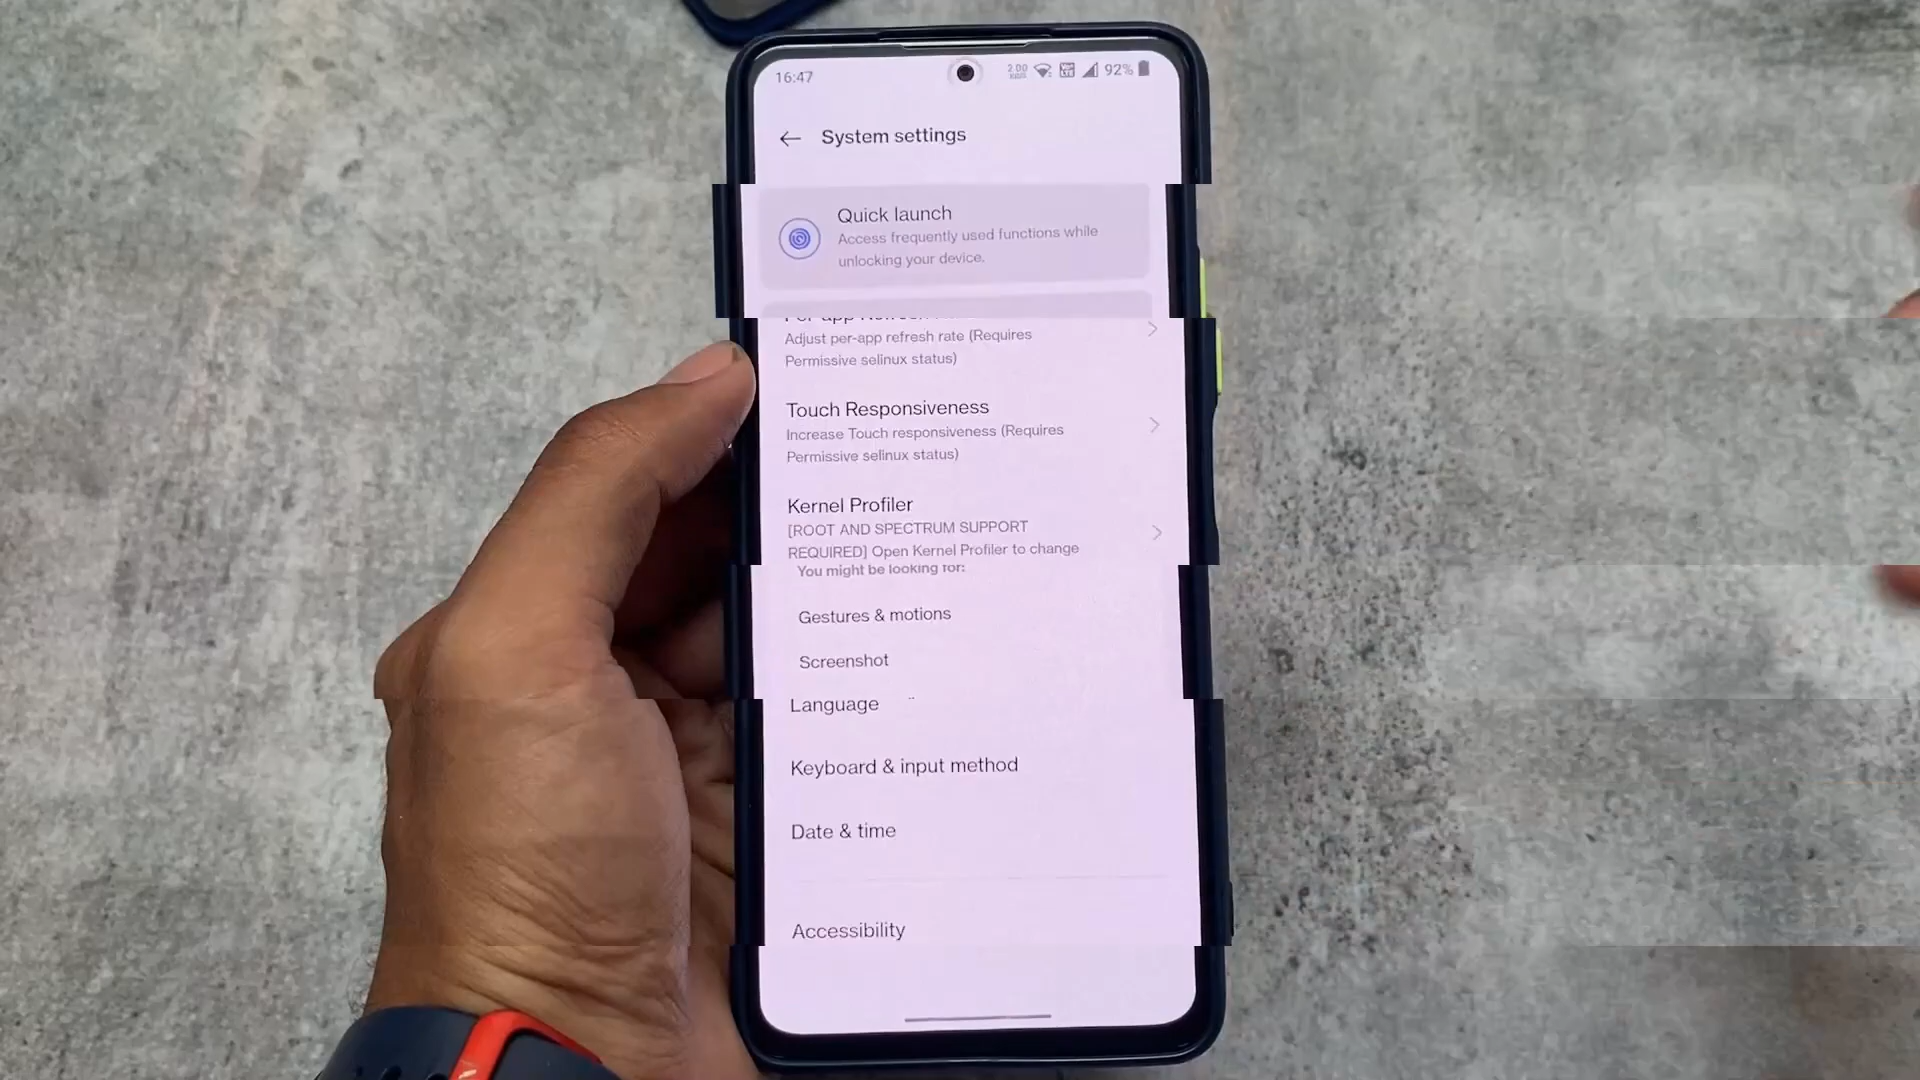 16:47
2.00
92%
System settings
Quick launch
Access frequently used functions while
unlocking your device.
Adjust per-app refresh rate (Requires
Permissive selinux status)
Touch Responsiveness
Increase Touch responsiveness (Requires
Permissive selinux status)
Kernel Profiler
[ROOT AND SPECTRUM SUPPORT
REQUIRED] Open Kernel Profiler to change
You might be looking for:
Gestures & motions
Screenshot
Language
Keyboard & input method
Date & time
Accessibility